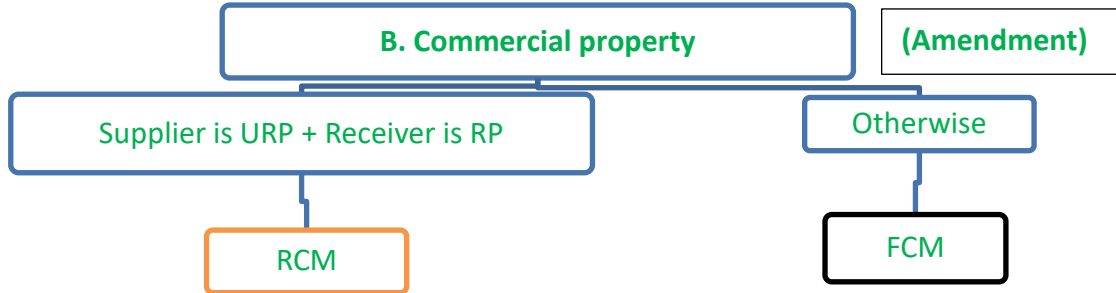 B. Commercial property
(Amendment)
Supplier is URP + Receiver is RP
Otherwise
RCM
FCM